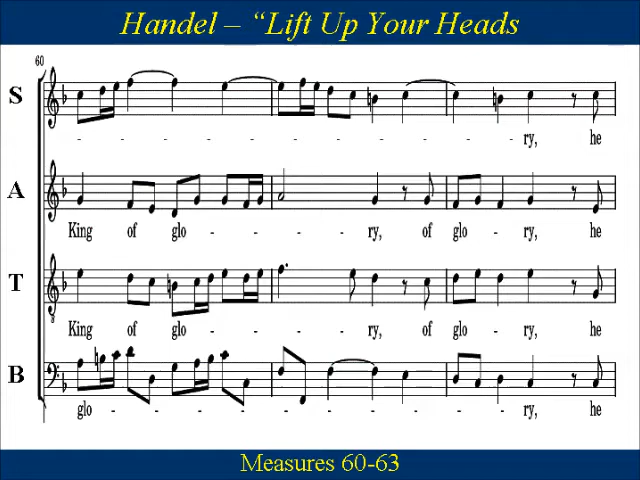 Handel – “Lift Up Your Heads
60
S
- - - - - - - - - - ry, he
A
King of glo - - - - ry, of glo - ry, he
T
King of glo - - - - ry, of glo - ry, he
B
glo - - - - - - - - - ry, he
Measures 60-63